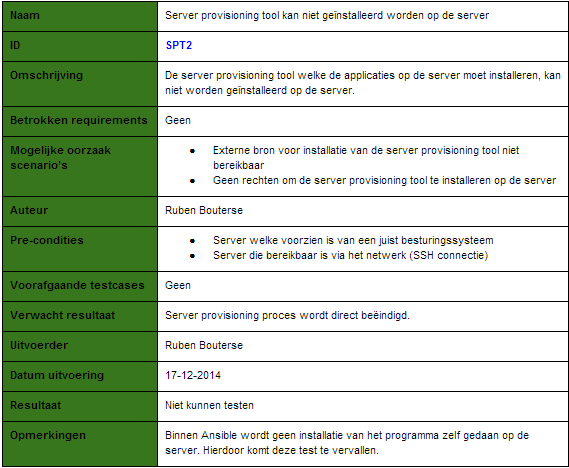 Naam
Server provisioning tool kan niet geïnstalleerd worden op de server
ID
SPT2
Omschrijving
De server provisioning tool welke de applicaties op de server moet installeren, kan
niet worden geïnstalleerd op de server.
Betrokken requirements
Geen
Mogelijke oorzaak
scenario's
● Externe bron voor installatie van de server provisioning tool niet
bereikbaar
● Geen rechten om de server provisioning tool te installeren op de server
Auteur
Ruben Bouterse
Pre-condities
● Server welke voorzien is van een juist besturingssysteem
● Server die bereikbaar is via het netwerk (SSH connectie)
Voorafgaande testcases
Geen
Verwacht resultaat
Server provisioning proces wordt direct beëindigd.
Uitvoerder
Ruben Bouterse
Datum uitvoering
17-12-2014
Resultaat
Niet kunnen testen
Opmerkingen
Binnen Ansible wordt geen installatie van het programma zelf gedaan op de
server. Hierdoor komt deze test te vervallen.